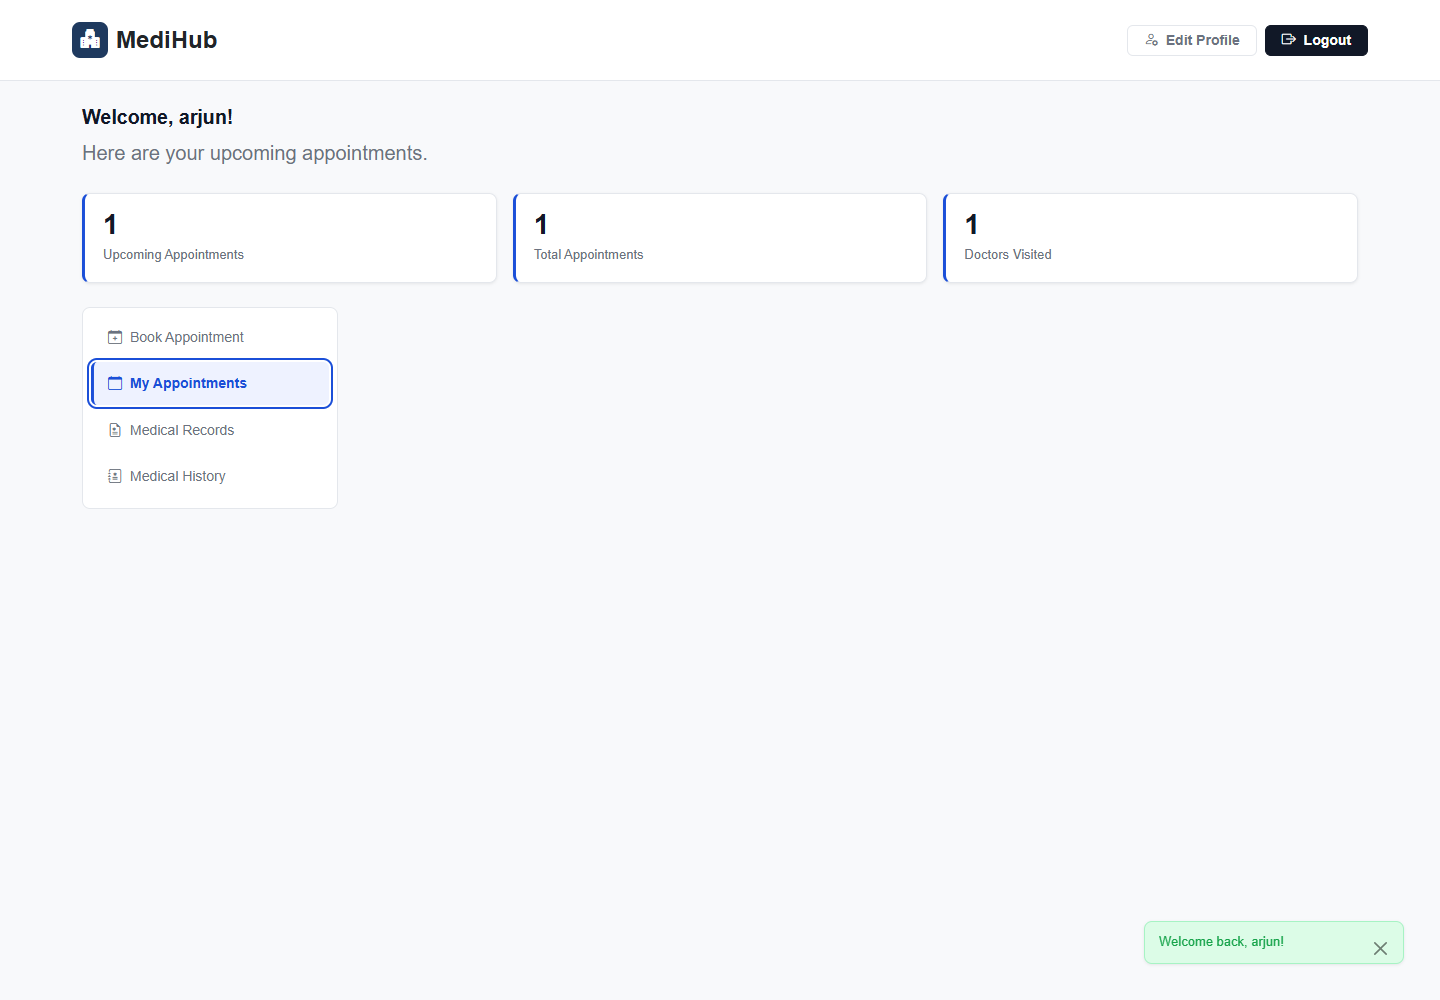 MediHub
Edit Profile
Logout
Welcome, arjun!
Here are your upcoming appointments.
1
Upcoming Appointments
1
Total Appointments
1
Doctors Visited
Book Appointment
My Appointments
Medical Records
Medical History
Welcome back, arjun!